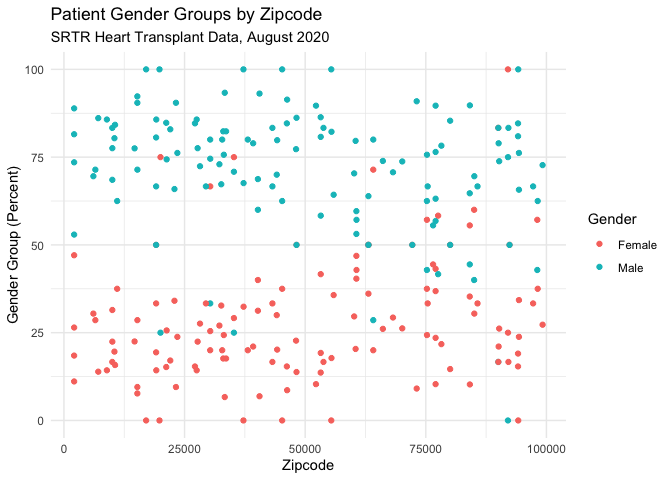 Patient Gender Groups by Zipcode
SRTR Heart Transplant Data, August 2020
100
75
50
25
0
Gender Group (Percent)
0 25000 50000 75000 100000
Zipcode
Gender
Female
Male